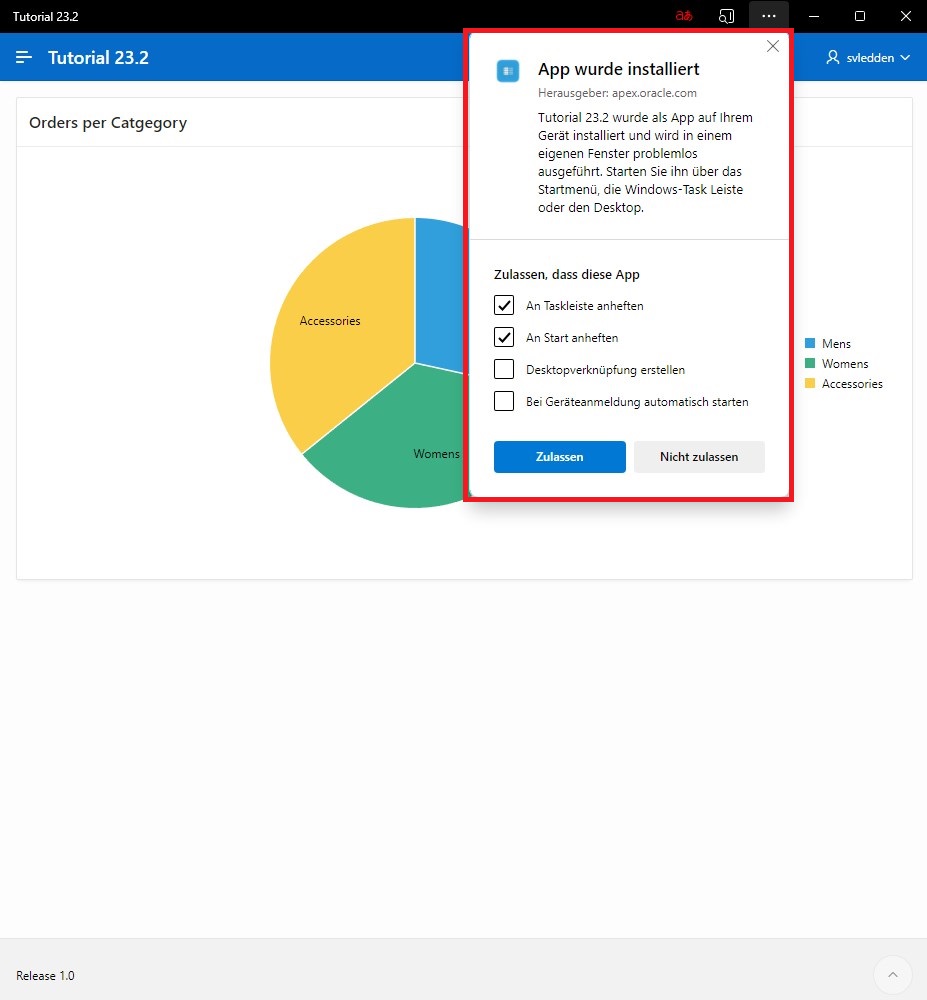 Tutorial 23.2
aあ
Tutorial 23.2
svledden
Orders per Catgegory
App wurde installiert
Herausgeber: apex.oracle.com
Tutorial 23.2 wurde als App auf Ihrem
Gerät installiert und wird in einem
eigenen Fenster problemlos
ausgeführt. Starten Sie ihn über das
Startmenü, die Windows-Task Leiste
oder den Desktop.
Zulassen, dass diese App
An Taskleiste anheften
An Start anheften
Desktopverknüpfung erstellen
Bei Geräteanmeldung automatisch starten
Zulassen
Nicht zulassen
Accessories
Womens
Mens
Womens
Accessories
Release 1.0